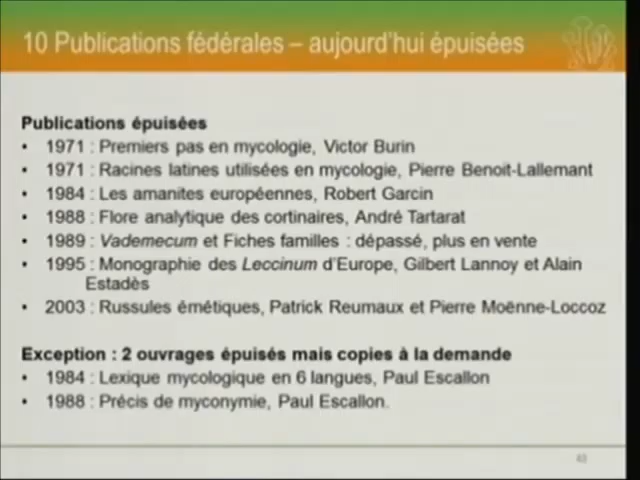 10 Publications fédérales – aujourd'hui épuisées
Publications épuisées
• 1971 : Premiers pas en mycologie, Victor Burin
• 1971 : Racines latines utilisées en mycologie, Pierre Benoit-Lallemant
• 1984 : Les amanites européennes, Robert Garcin
• 1988 : Flore analytique des cortinaires, André Tartarat
• 1989 : Vademecum et Fiches familles : dépassé, plus en vente
• 1995 : Monographie des Leccinum d'Europe, Gilbert Lannoy et Alain
Estadès
• 2003 : Russules émétiques, Patrick Reumaux et Pierre Moënne-Loccoz
Exception : 2 ouvrages épuisés mais copies à la demande
• 1984 : Lexique mycologique en 6 langues, Paul Escallon
• 1988 : Précis de myconymie, Paul Escallon.